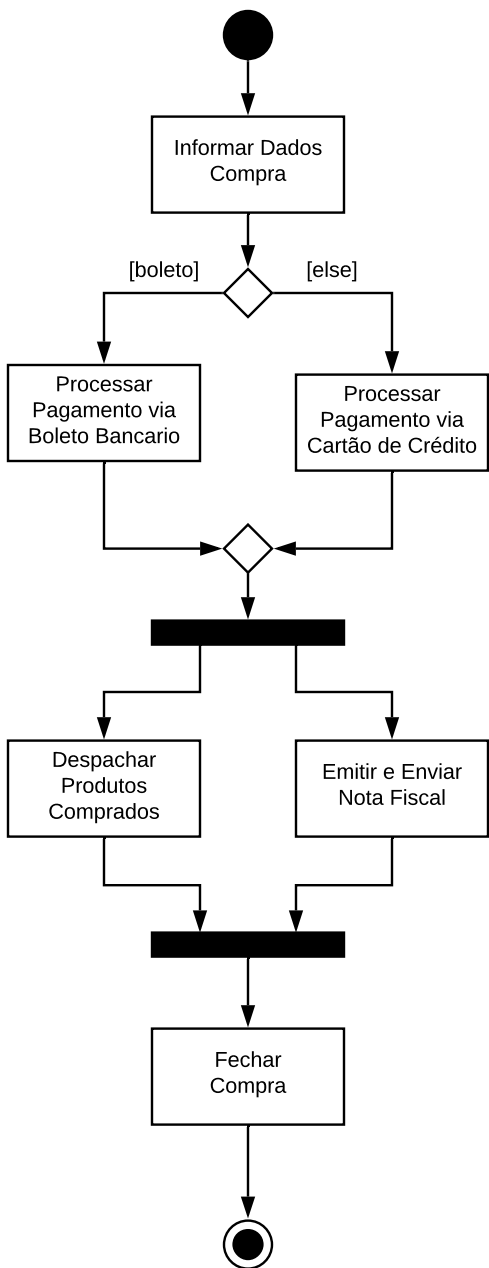 Informar Dados
Compra
[boleto]
[else]
Processar
Pagamento via
Boleto Bancario
Processar
Pagamento via
Cartão de Crédito
Despachar
Produtos
Comprados
Emitir e Enviar
Nota Fiscal
Fechar
Compra